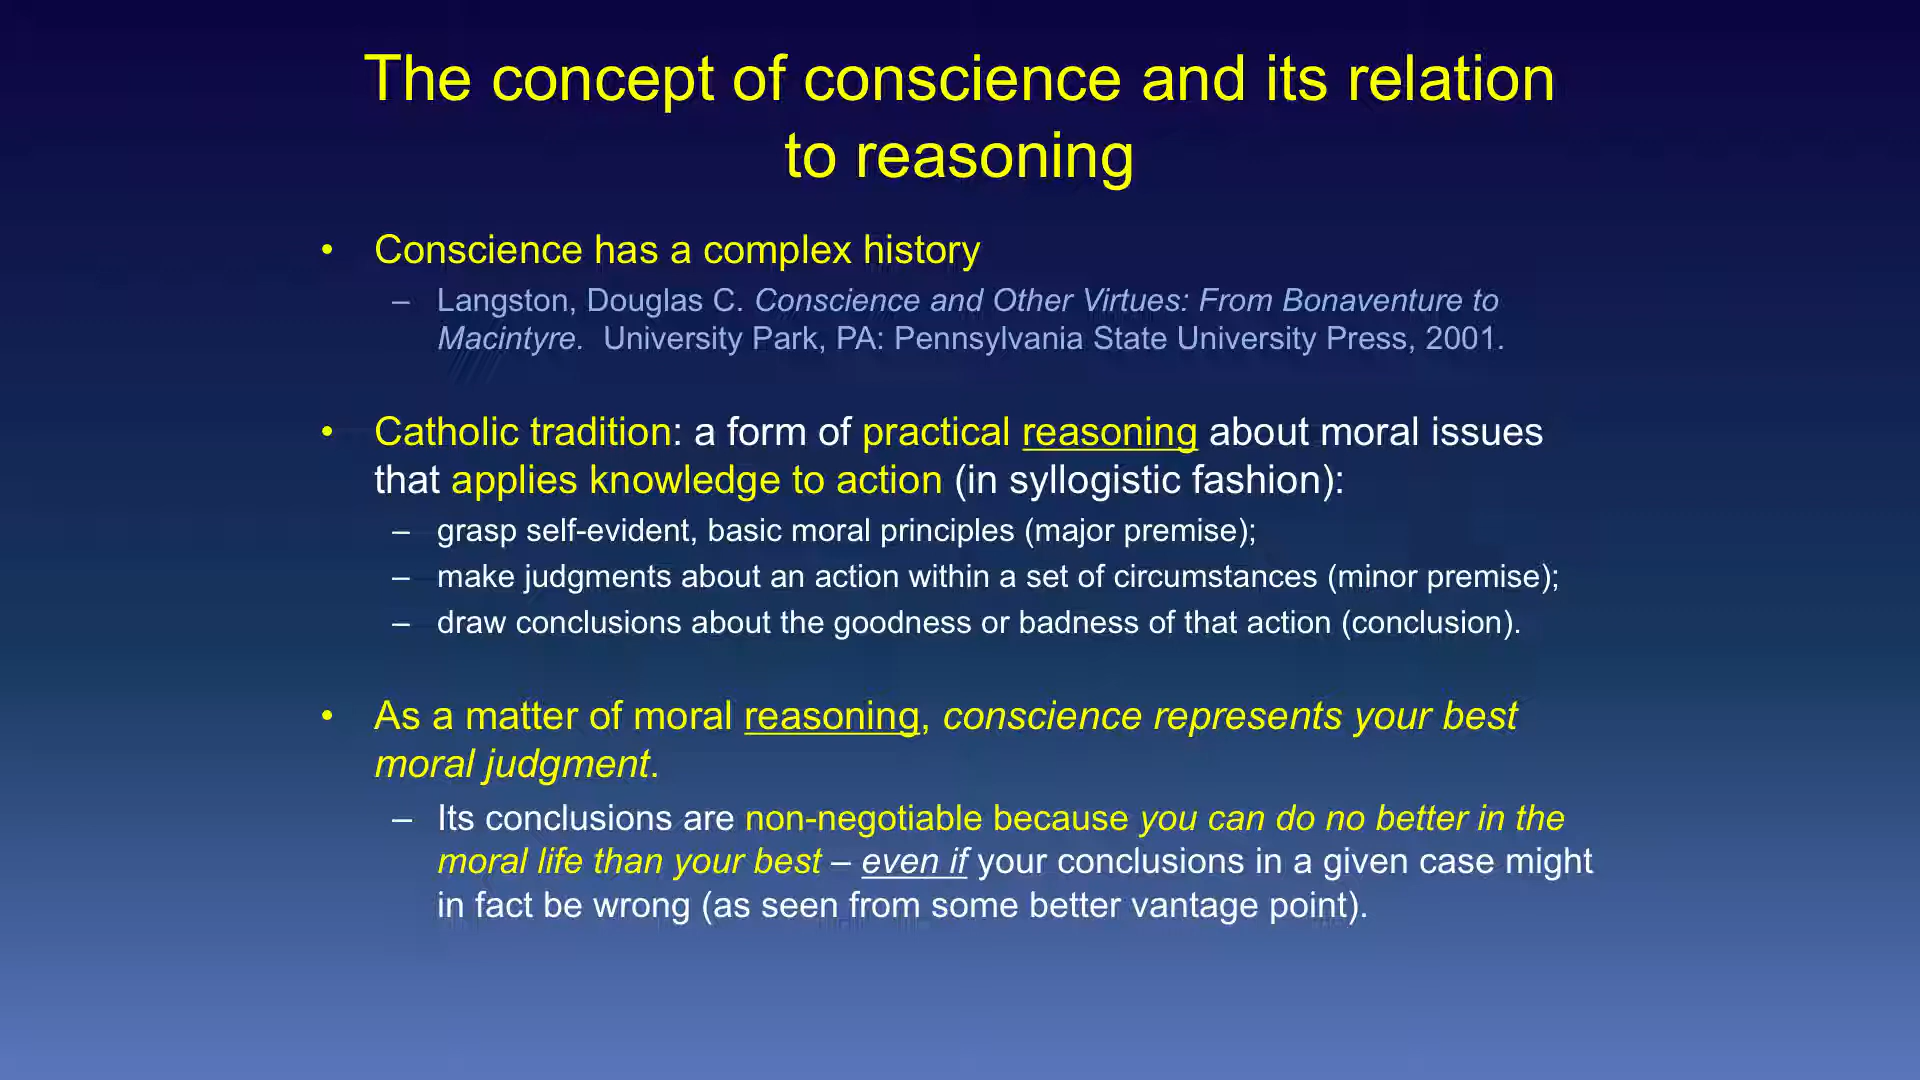 The concept of conscience and its relation
to reasoning
• Conscience has a complex history
– Langston, Douglas C. Conscience and Other Virtues: From Bonaventure to
Macintyre. University Park, PA: Pennsylvania State University Press, 2001.
• Catholic tradition: a form of practical reasoning about moral issues
that applies knowledge to action (in syllogistic fashion):
– grasp self-evident, basic moral principles (major premise);
– make judgments about an action within a set of circumstances (minor premise);
– draw conclusions about the goodness or badness of that action (conclusion).
• As a matter of moral reasoning, conscience represents your best
moral judgment.
– Its conclusions are non-negotiable because you can do no better in the
moral life than your best – even if your conclusions in a given case might
in fact be wrong (as seen from some better vantage point).